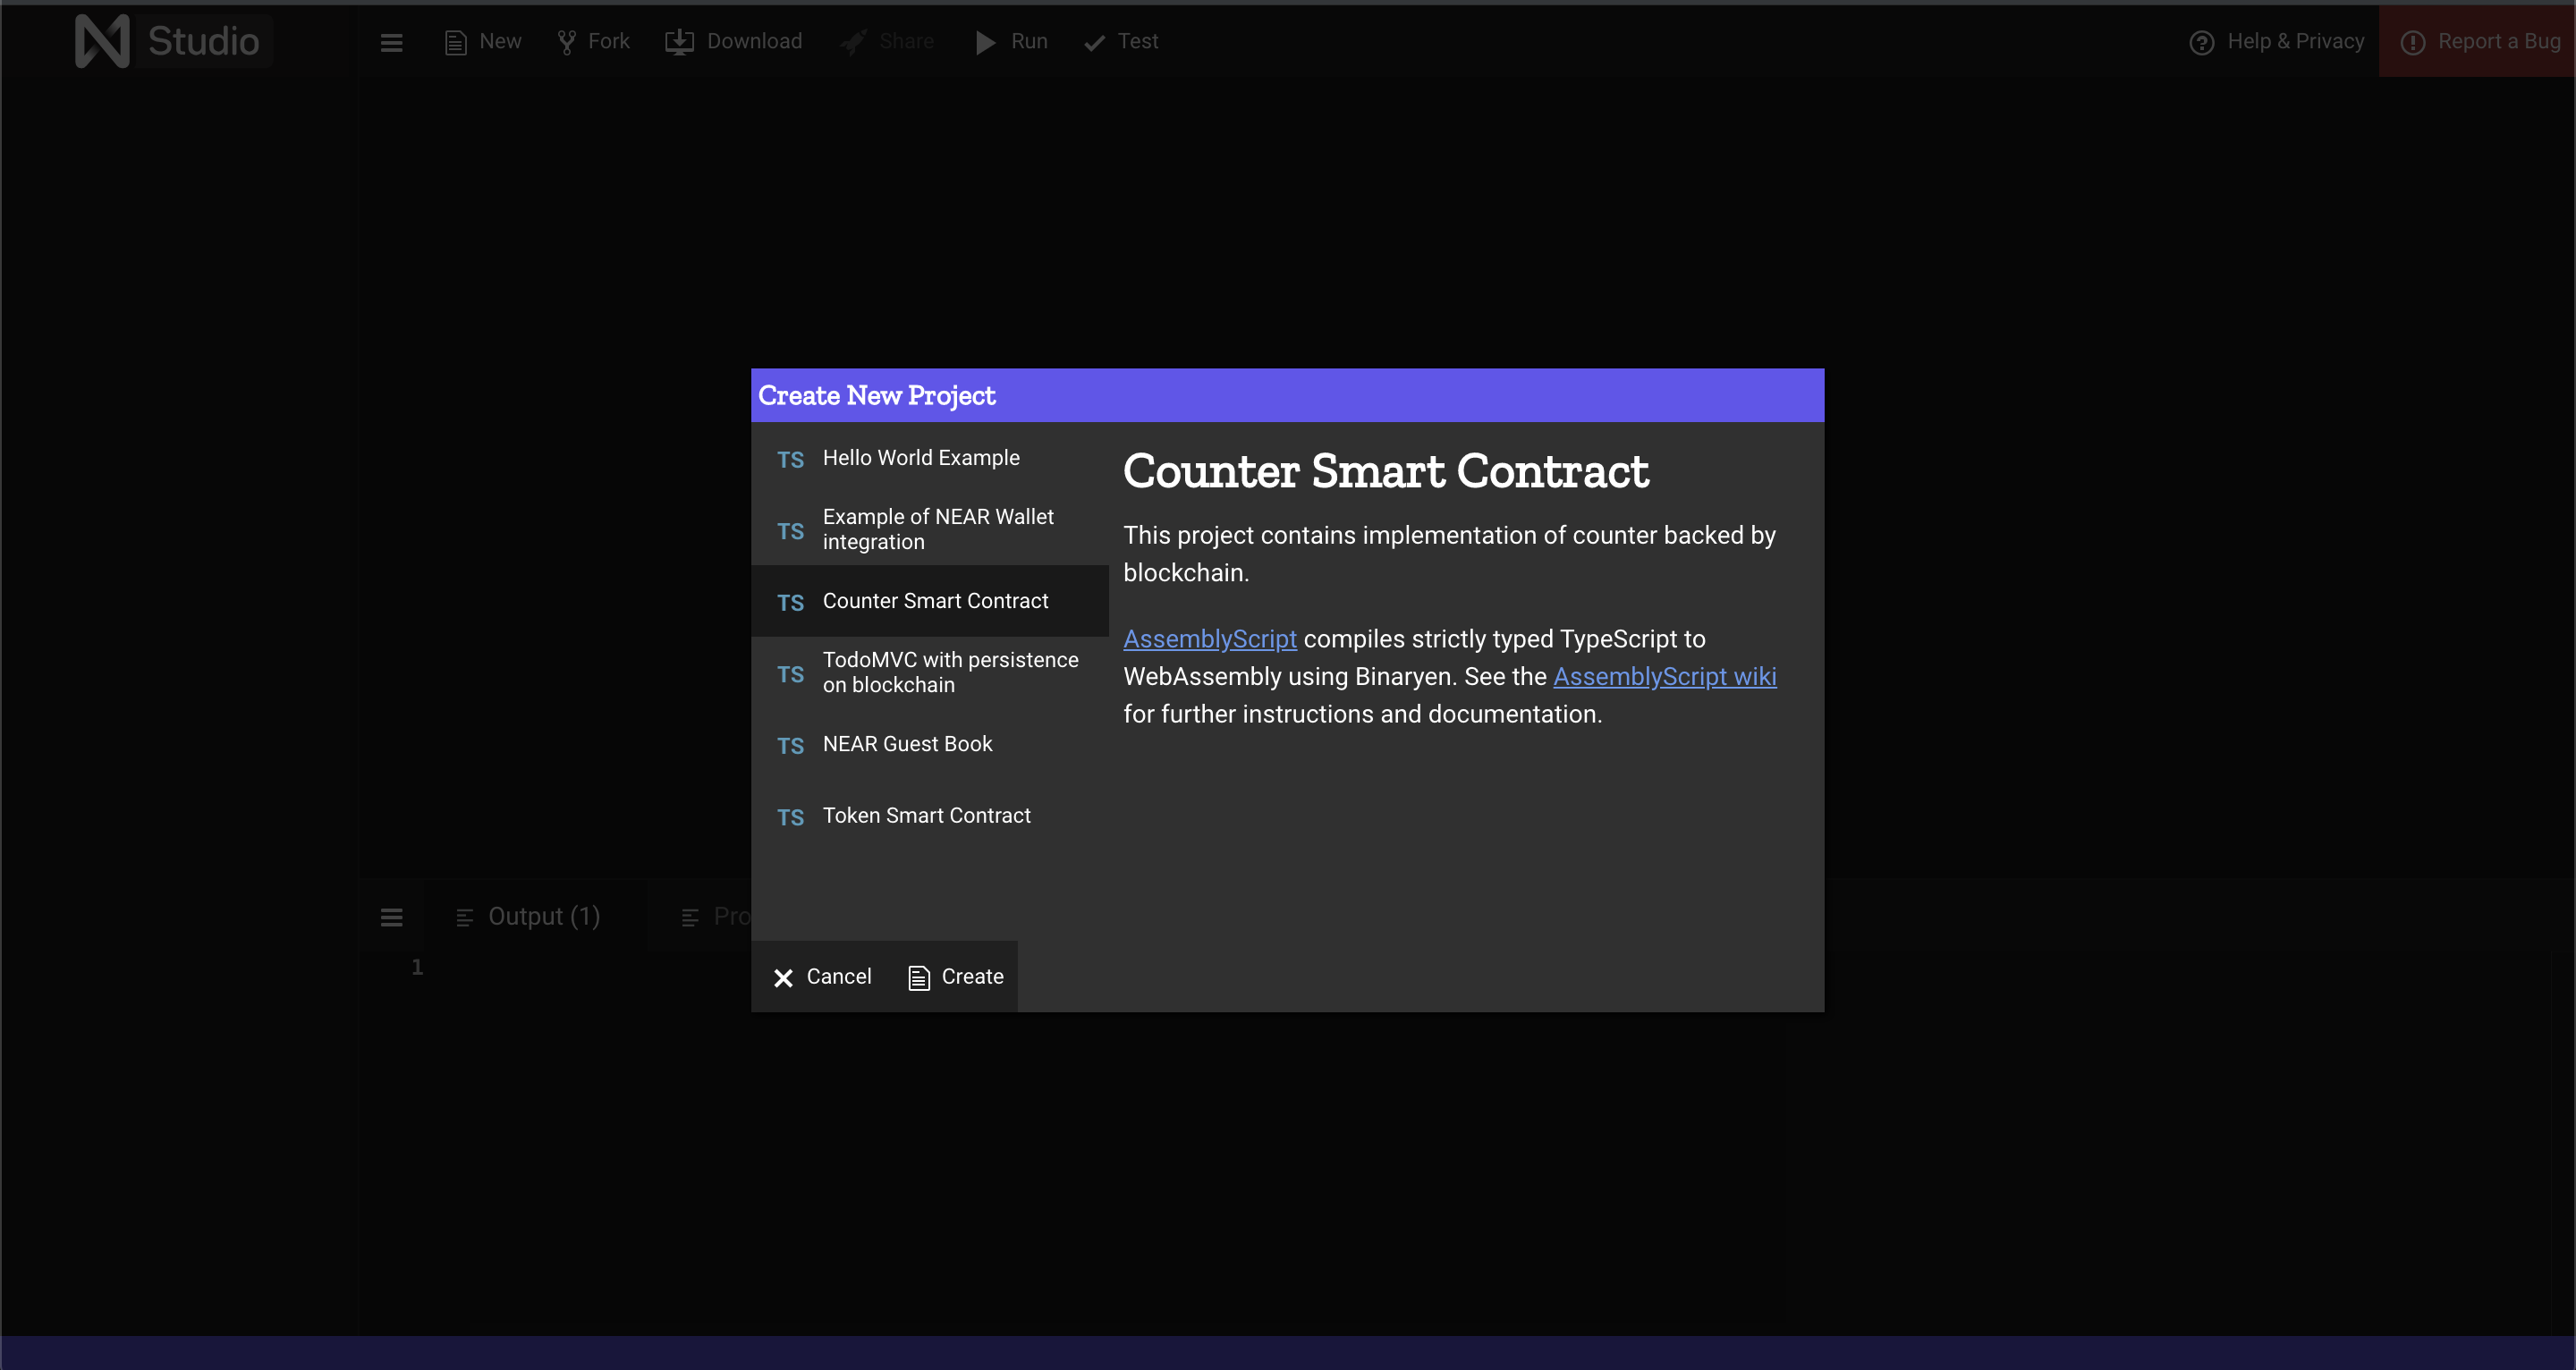 Studio
New Fork Download Share Run Test Help & Privacy Report a Bug
Create New Project
TS Hello World Example
TS Example of NEAR Wallet
integration
TS Counter Smart Contract
TS TodoMVC with persistence
on blockchain
TS NEAR Guest Book
TS Token Smart Contract
Counter Smart Contract
This project contains implementation of counter backed by
blockchain.
AssemblyScript compiles strictly typed TypeScript to
WebAssembly using Binaryen. See the AssemblyScript wiki
for further instructions and documentation.
Cancel Create
Output (1) Pro
1